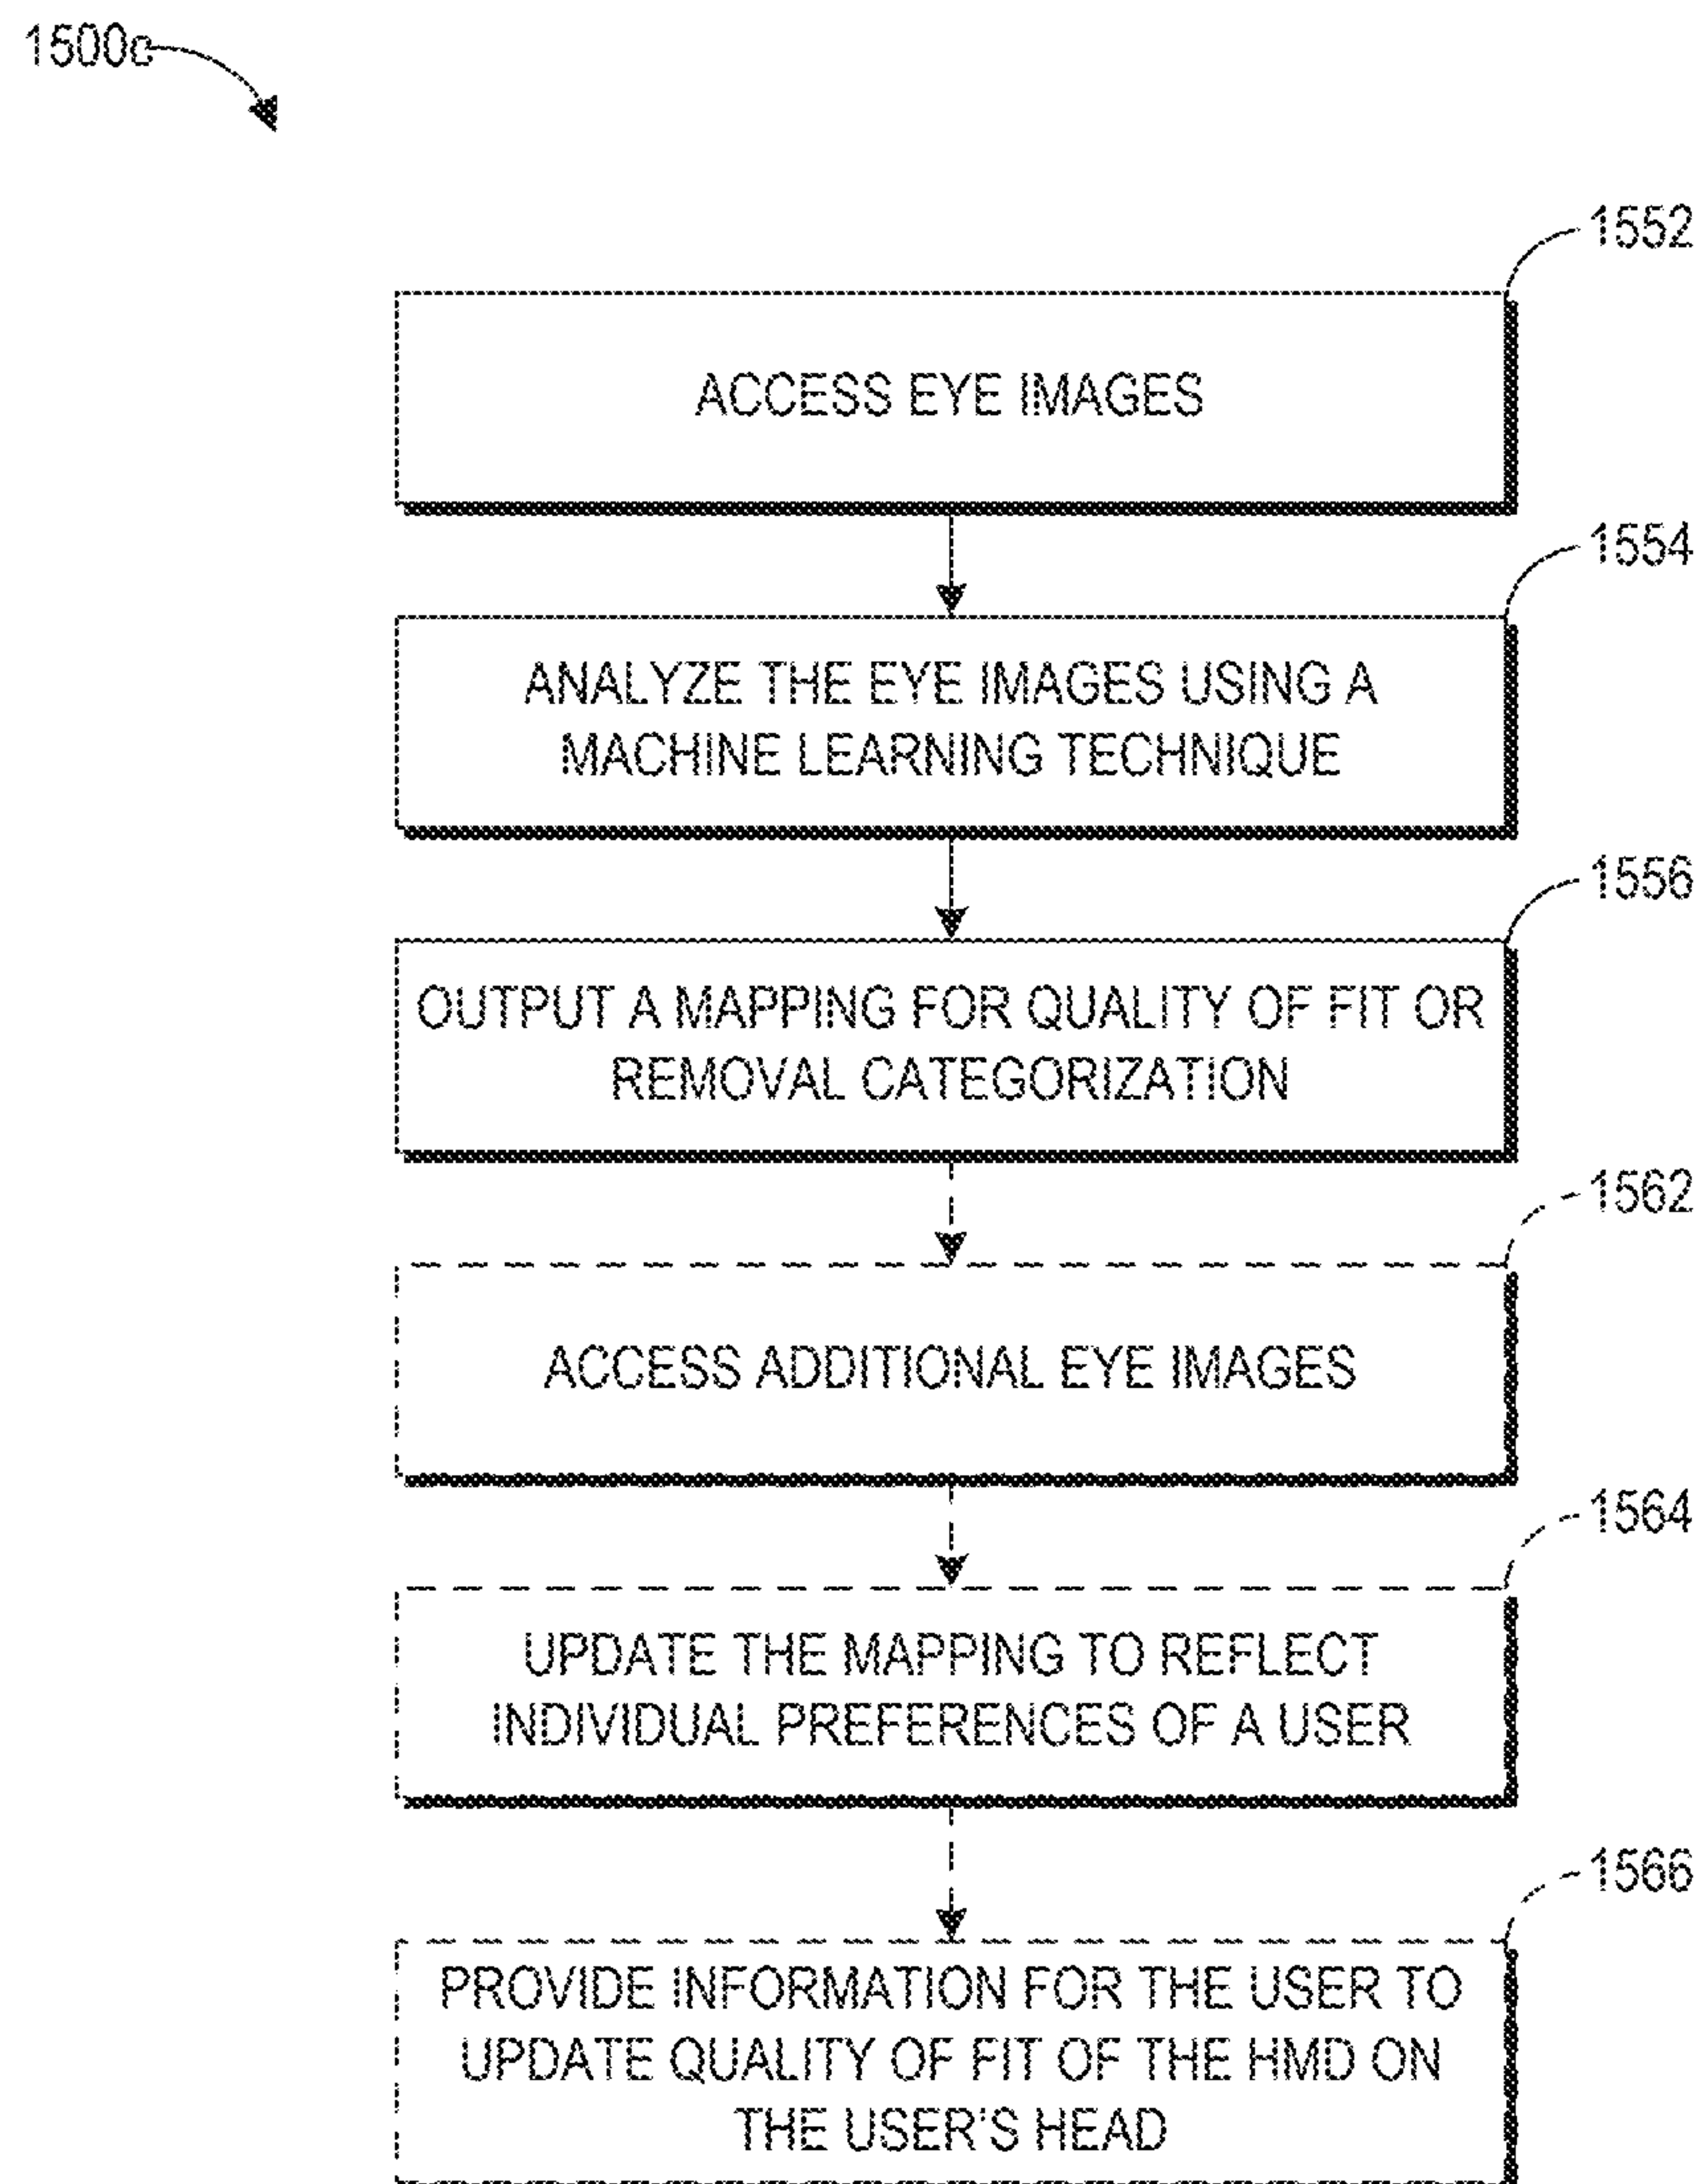 1500c
1552
ACCESS EYE IMAGES
1554
ANALYZE THE EYE IMAGES USING A
MACHINE LEARNING TECHNIQUE
1556
OUTPUT A MAPPING FOR QUALITY OF FIT OR
REMOVAL CATEGORIZATION
1562
ACCESS ADDITIONAL EYE IMAGES
1564
UPDATE THE MAPPING TO REFLECT
INDIVIDUAL PREFERENCES OF A USER
1566
PROVIDE INFORMATION FOR THE USER TO
UPDATE QUALITY OF FIT OF THE HMD ON
THE USER'S HEAD